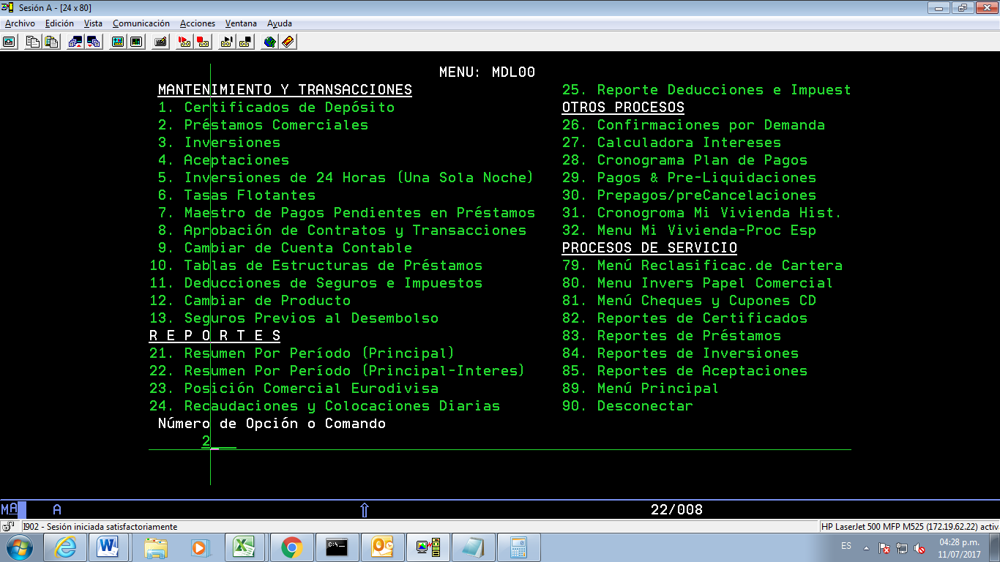 Sesión A - [24 x 80]
Archivo Edición Vista Comunicación Acciones Ventana Ayuda
MENU: MDL00
MANTENIMIENTO Y TRANSACCIONES
1. Certificados de Depósito
2. Préstamos Comerciales
3. Inversiones
4. Aceptaciones
5. Inversiones de 24 Horas (Una Sola Noche)
6. Tasas Flotantes
7. Maestro de Pagos Pendientes en Préstamos
8. Aprobación de Contratos y Transacciones
9. Cambiar de Cuenta Contable
10. Tablas de Estructuras de Préstamos
11. Deducciones de Seguros e Impuestos
12. Cambiar de Producto
13. Seguros Previos al Desembolso
R E P O R T E S
21. Resumen Por Período (Principal)
22. Resumen Por Período (Principal-Interes)
23. Posición Comercial Eurodivisa
24. Recaudaciones y Colocaciones Diarias
25. Reporte Deducciones e Impuest
OTROS PROCESOS
26. Confirmaciones por Demanda
27. Calculadora Intereses
28. Cronograma Plan de Pagos
29. Pagos & Pre-Liquidaciones
30. Prepagos/preCancelaciones
31. Cronogroma Mi Vivienda Hist.
32. Menu Mi Vivienda-Proc Esp
PROCESOS DE SERVICIO
79. Menú Reclasificac.de Cartera
80. Menu Invers Papel Comercial
81. Menú Cheques y Cupones CD
82. Reportes de Certificados
83. Reportes de Préstamos
84. Reportes de Inversiones
85. Reportes de Aceptaciones
89. Menú Principal
90. Desconectar
Número de Opción o Comando
2
MA A 22/008
I902 - Sesión iniciada satisfactoriamente
HP LaserJet 500 MFP M525 (172.19.62.22) activ
ES
04:28 p.m.
11/07/2017